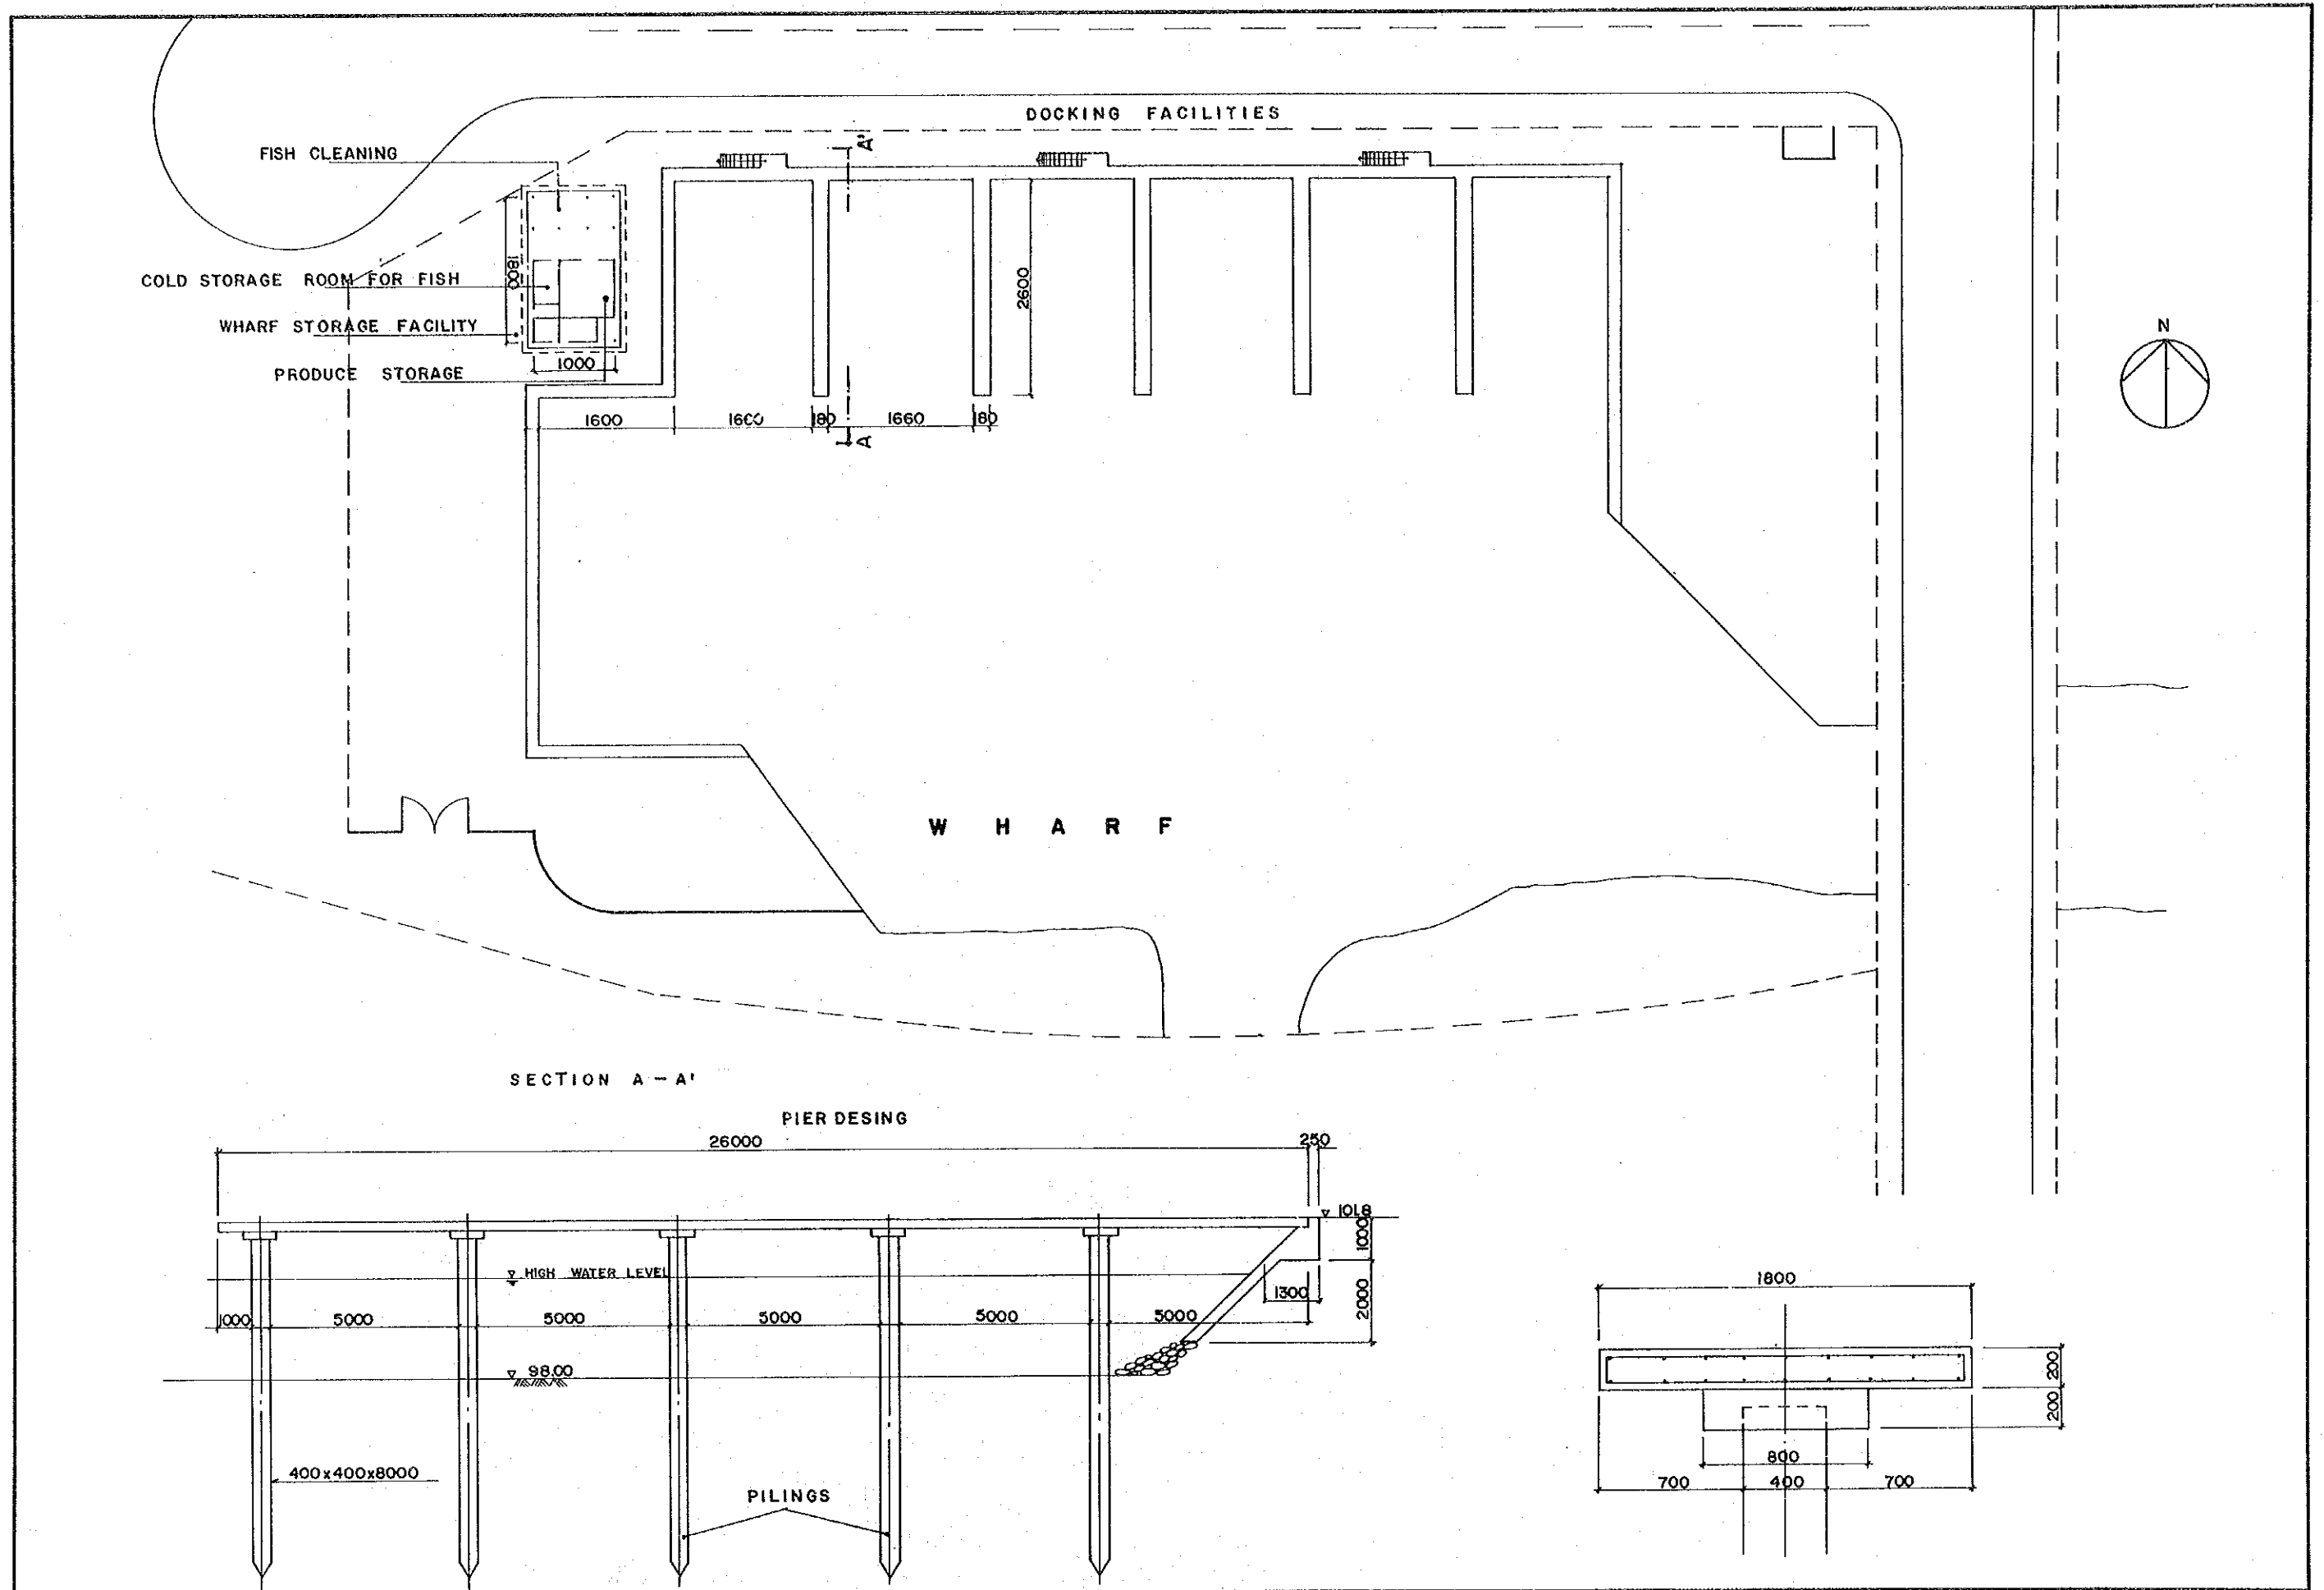 DOCKING FACILITIES
A'
FISH CLEANING
COLD STORAGE ROOM FOR FISH
1800
2600
WHARF STORAGE FACILITY
PRODUCE STORAGE
1000
N
1600
1600
180
1660
180
A
WHARF
SECTION A-A'
PIER DESING
26000
250
101.8
1000
HIGH WATER LEVEL
1300
2000
1000
5000
5000
5000
5000
5000
98.00
400x400x8000
PILINGS
1800
200
200
800
700
400
700